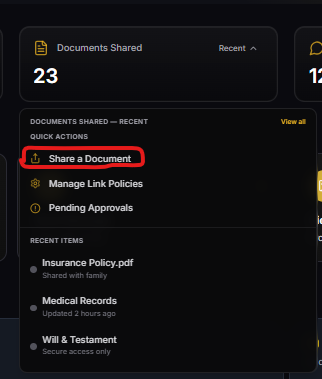 Documents Shared
Recent
23
12
DOCUMENTS SHARED — RECENT
View all
QUICK ACTIONS
Share a Document
Manage Link Policies
Pending Approvals
RECENT ITEMS
Insurance Policy.pdf
Shared with family
Medical Records
Updated 2 hours ago
Will & Testament
Secure access only